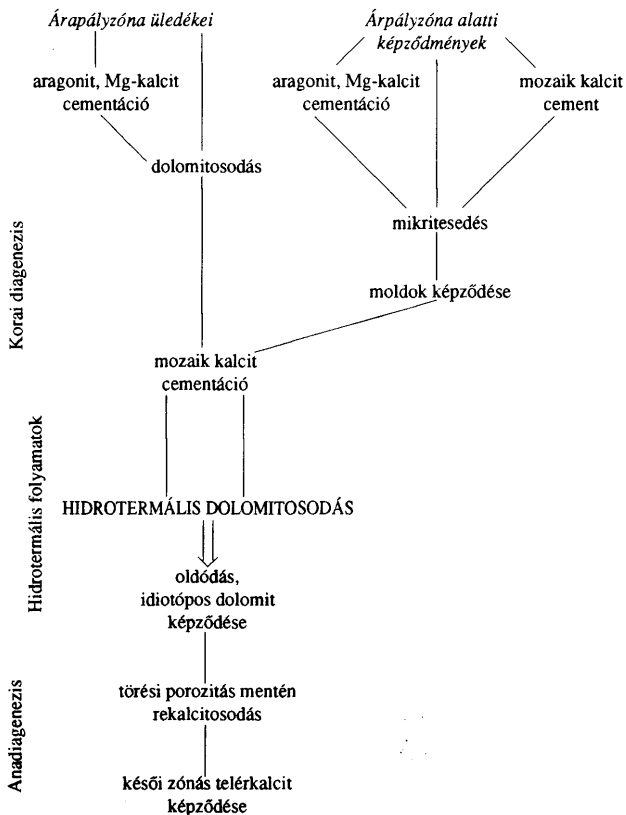 Árapályzóna üledékei
Árpályzóna alatti
képződmények
aragonit, Mg-kalcit
cementáció
aragonit, Mg-kalcit
cementáció
mozaik kalcit
cement
dolomitosodás
mikritesedés
moldok képződése
Korai diagenezis
mozaik kalcit
cementáció
Hidrotermális folyamatok
HIDROTERMÁLIS DOLOMITOSODÁS
oldódás,
idiotópos dolomit
képződése
Anadiagenezis
törési porozitás mentén
rekalcitosodás
késői zónás telérkalcit
képződése